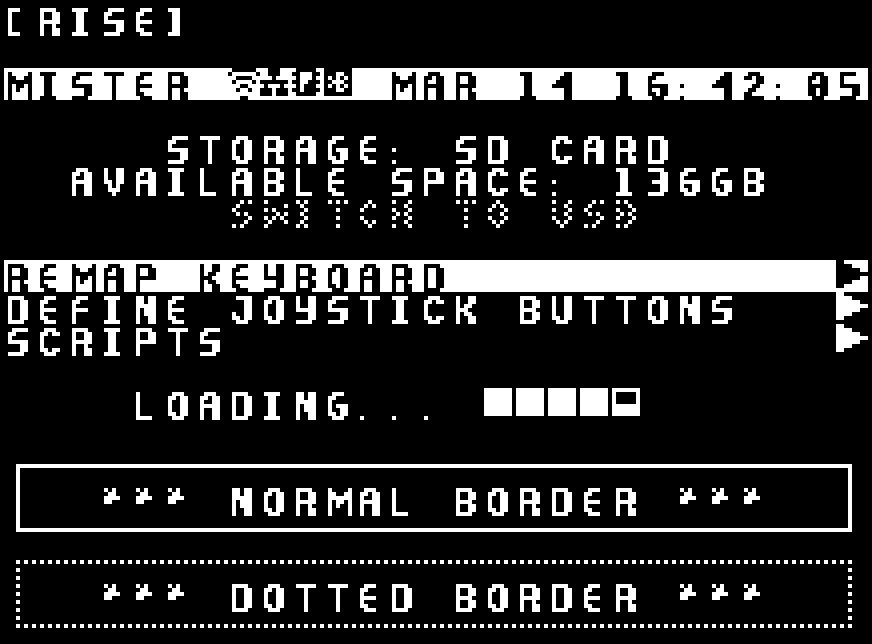 [RISE]
MISTER MAR 14 16:42:05
STORAGE: SD CARD
AVAILABLE SPACE: 136GB
SWITCH TO USB
REMAP KEYBOARD
DEFINE JOYSTICK BUTTONS
SCRIPTS
LOADING...
*** NORMAL BORDER ***
*** DOTTED BORDER ***